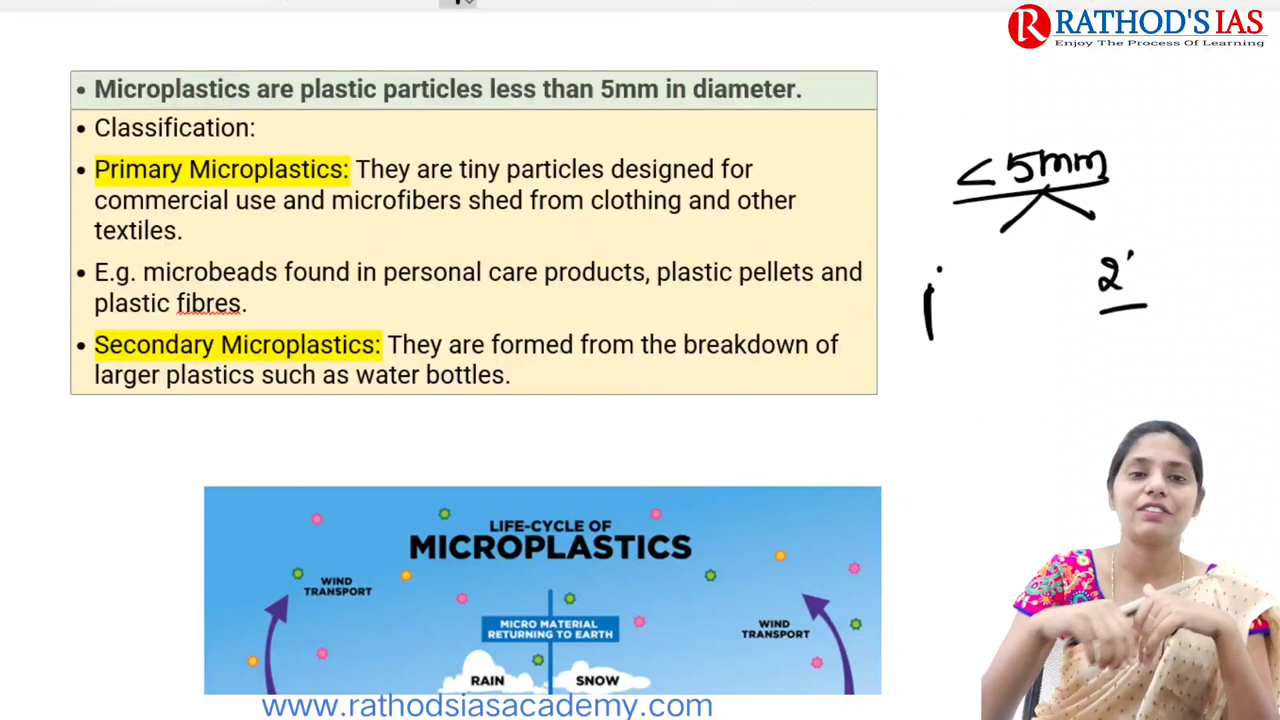 RATHOD'S IAS
Enjoy The Process Of Learning
• Microplastics are plastic particles less than 5mm in diameter.
• Classification:
• Primary Microplastics: They are tiny particles designed for
commercial use and microfibers shed from clothing and other
textiles.
• E.g. microbeads found in personal care products, plastic pellets and
plastic fibres.
• Secondary Microplastics: They are formed from the breakdown of
larger plastics such as water bottles.
< 5mm
1'
2'
LIFE-CYCLE OF
MICROPLASTICS
WIND
TRANSPORT
MICRO MATERIAL
RETURNING TO EARTH
WIND
TRANSPORT
RAIN
SNOW
www.rathodsiasacademy.com